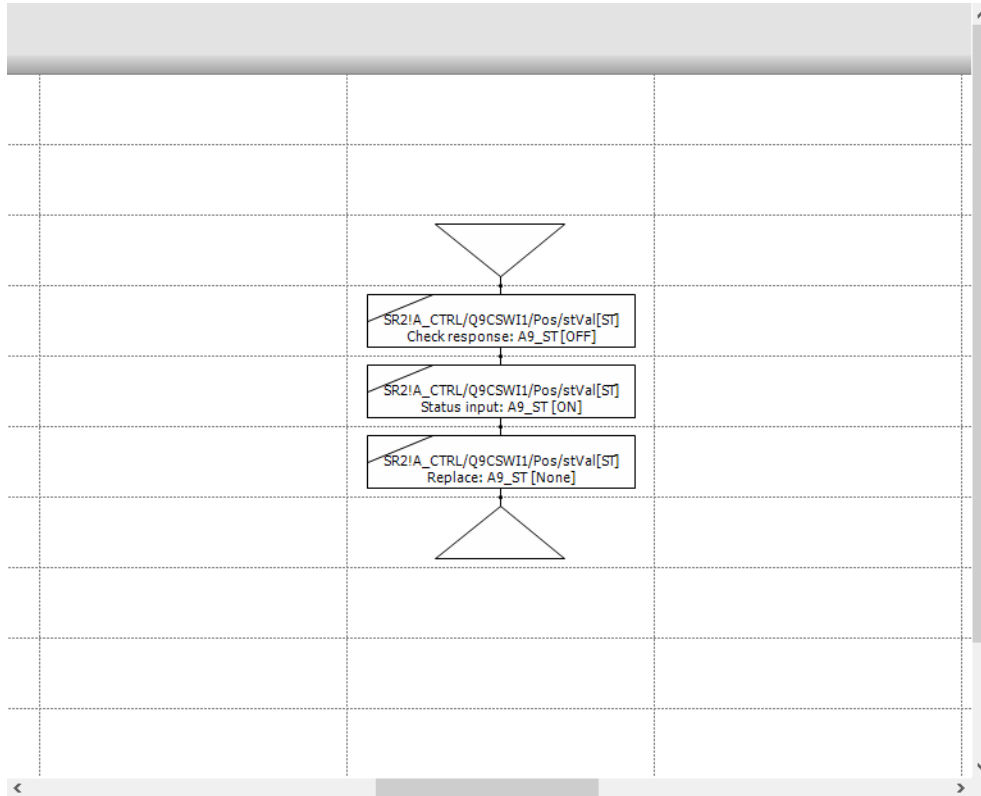 SR2!A_CTRL/Q9CSWI1/Pos/stVal[ST]
Check response: A9_ST [OFF]
SR2!A_CTRL/Q9CSWI1/Pos/stVal[ST]
Status input: A9_ST [ON]
SR2!A_CTRL/Q9CSWI1/Pos/stVal[ST]
Replace: A9_ST [None]